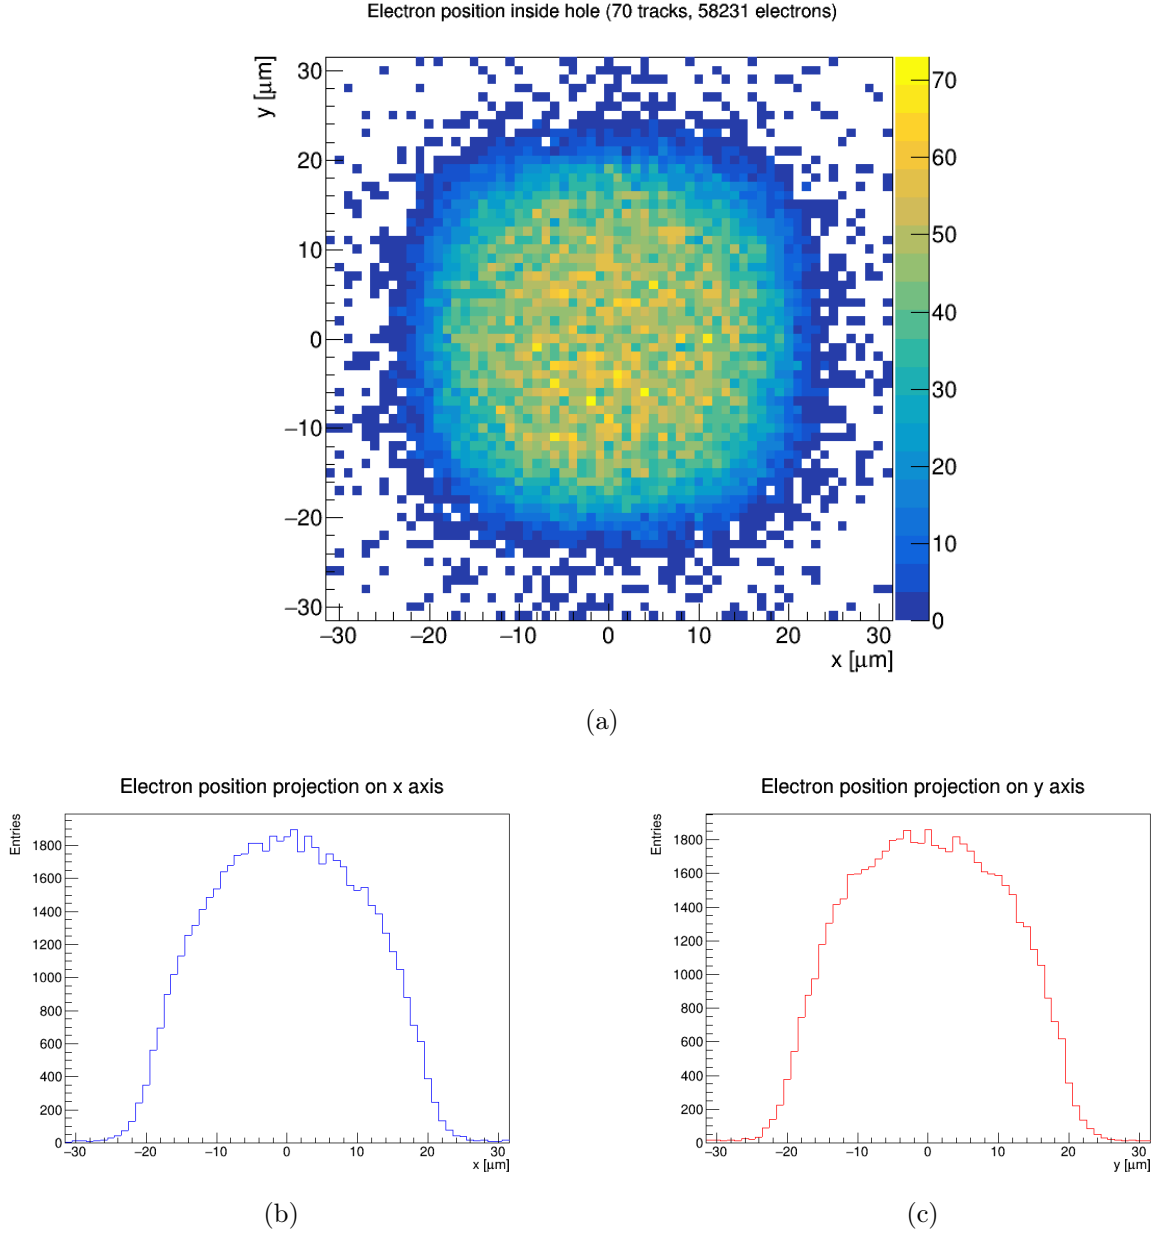 Electron position inside hole (70 tracks, 58231 electrons)
y [μm]
30
20
10
0
−10
−20
−30
−30 −20 −10 0 10 20 30
x [μm]
70
60
50
40
30
20
10
0
(a)
Electron position projection on x axis
Entries
1800
1600
1400
1200
1000
800
600
400
200
0
−30 −20 −10 0 10 20 30
x [μm]
(b)
Electron position projection on y axis
Entries
1800
1600
1400
1200
1000
800
600
400
200
0
−30 −20 −10 0 10 20 30
y [μm]
(c)